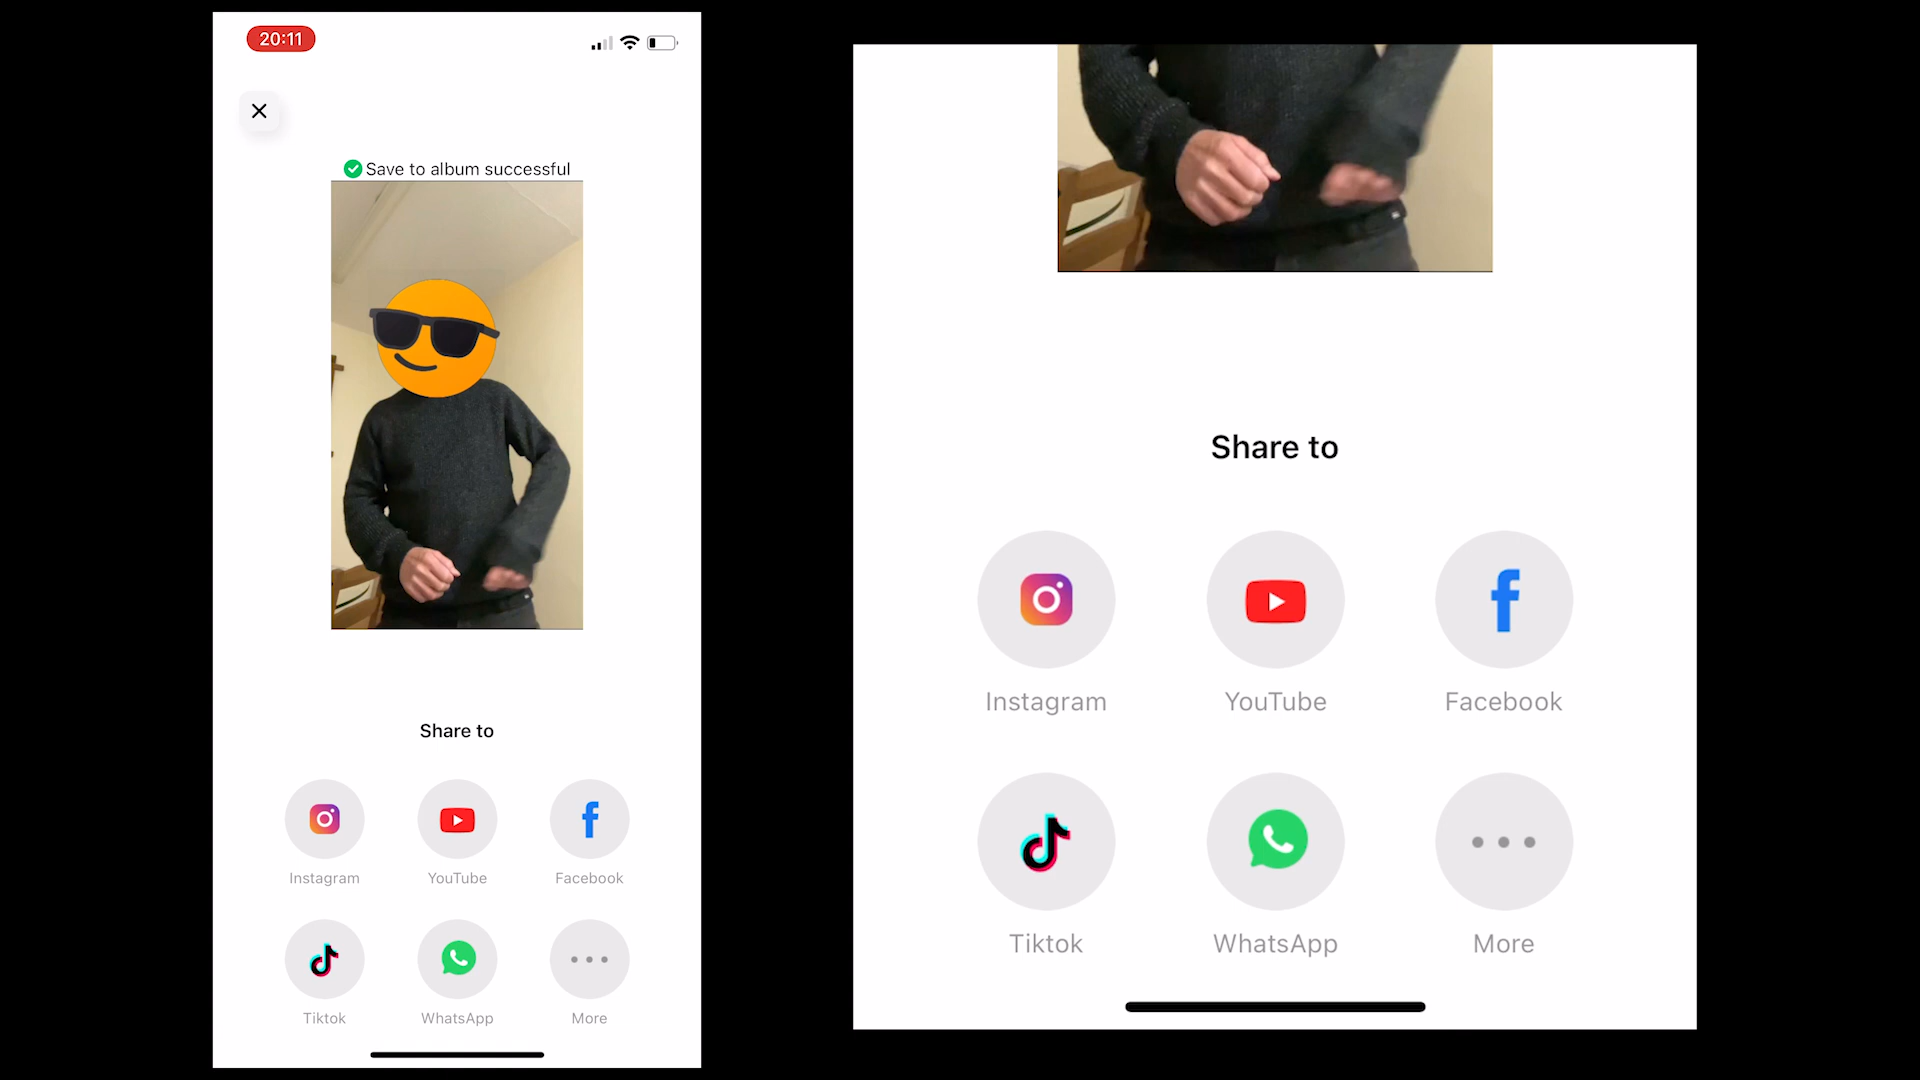 20:11
Save to album successful
Share to
Instagram YouTube Facebook
Tiktok WhatsApp More
Share to
Instagram YouTube Facebook
Tiktok WhatsApp More